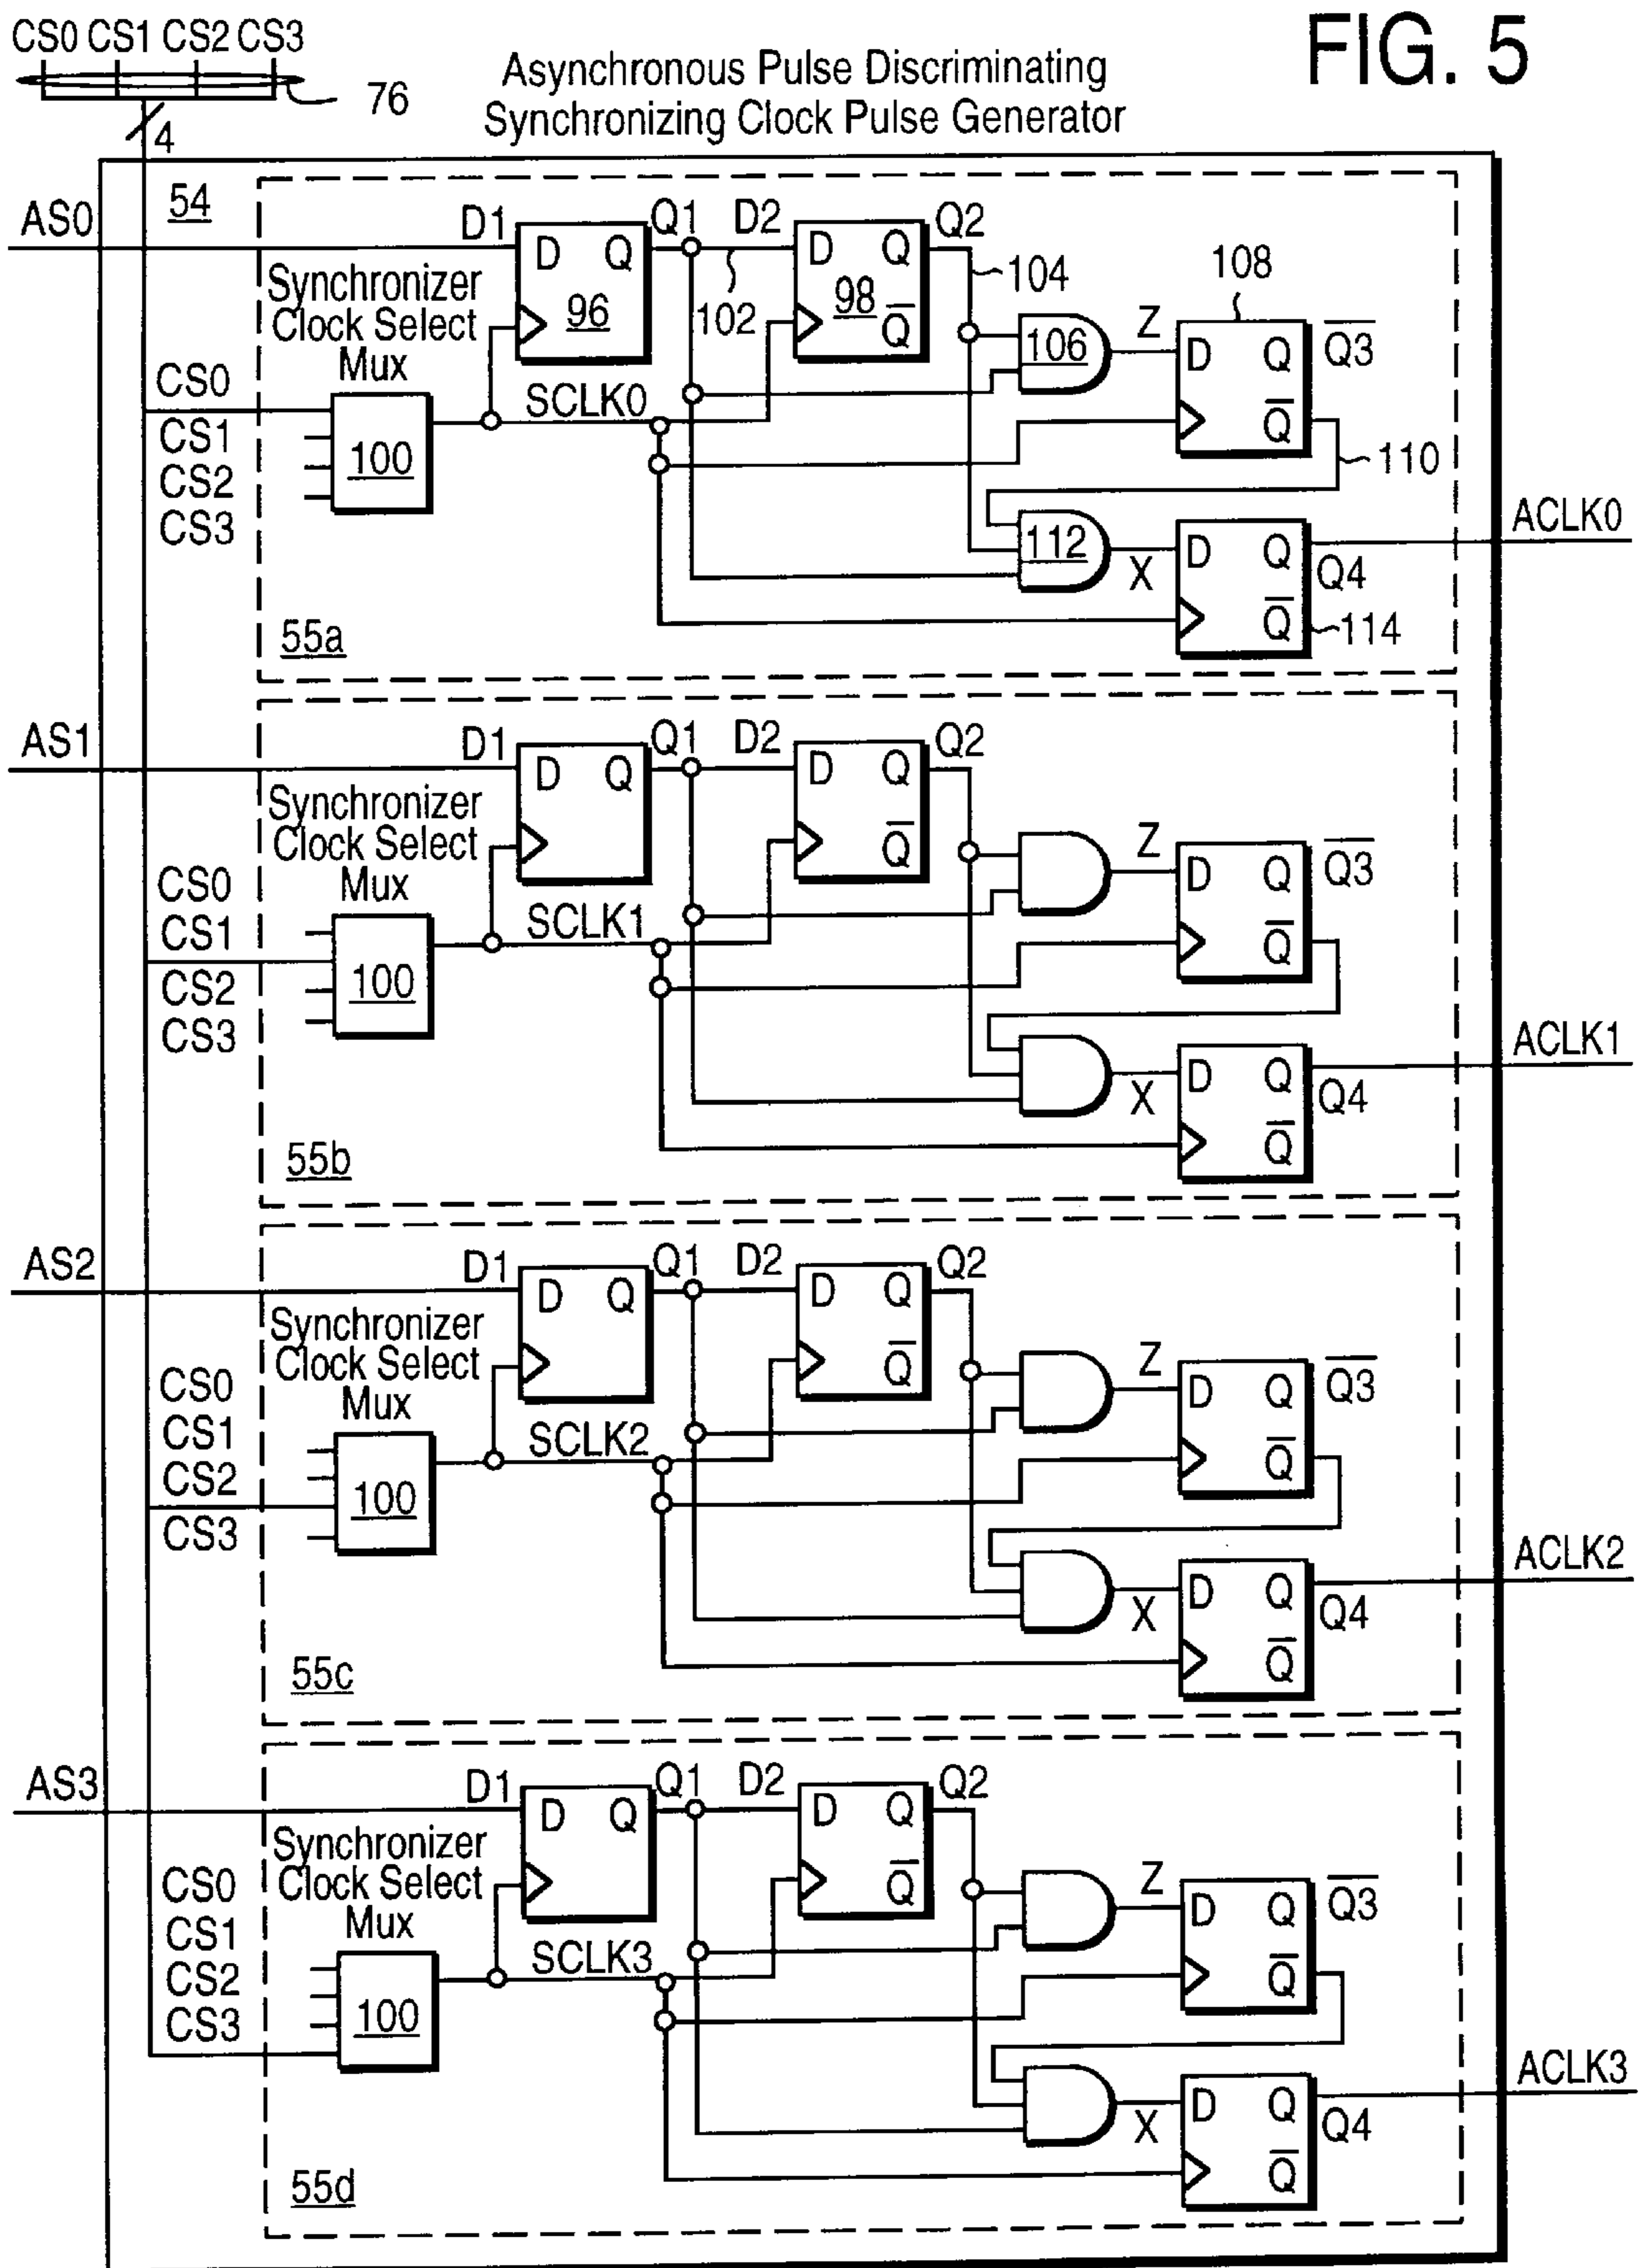 FIG. 5
CS0 CS1 CS2 CS3
76
4
Asynchronous Pulse Discriminating
Synchronizing Clock Pulse Generator
54
AS0
D1
D Q
96
Q1
D2
102
D Q
98
Q̅
Q2
104
106
Z
108
D Q
Q̅
Q̅3̅
110
Synchronizer
Clock Select
Mux
CS0
CS1
CS2
CS3
100
SCLK0
112
X
D Q
Q̅
Q4
114
ACLK0
55a
AS1
D1
D Q
Q1
D2
D Q
Q̅
Q2
Z
D Q
Q̅
Q̅3̅
Synchronizer
Clock Select
Mux
CS0
CS1
CS2
CS3
100
SCLK1
X
D Q
Q̅
Q4
ACLK1
55b
AS2
D1
D Q
Q1
D2
D Q
Q̅
Q2
Z
D Q
Q̅
Q̅3̅
Synchronizer
Clock Select
Mux
CS0
CS1
CS2
CS3
100
SCLK2
X
D Q
Q̅
Q4
ACLK2
55c
AS3
D1
D Q
Q1
D2
D Q
Q̅
Q2
Z
D Q
Q̅
Q̅3̅
Synchronizer
Clock Select
Mux
CS0
CS1
CS2
CS3
100
SCLK3
X
D Q
Q̅
Q4
ACLK3
55d